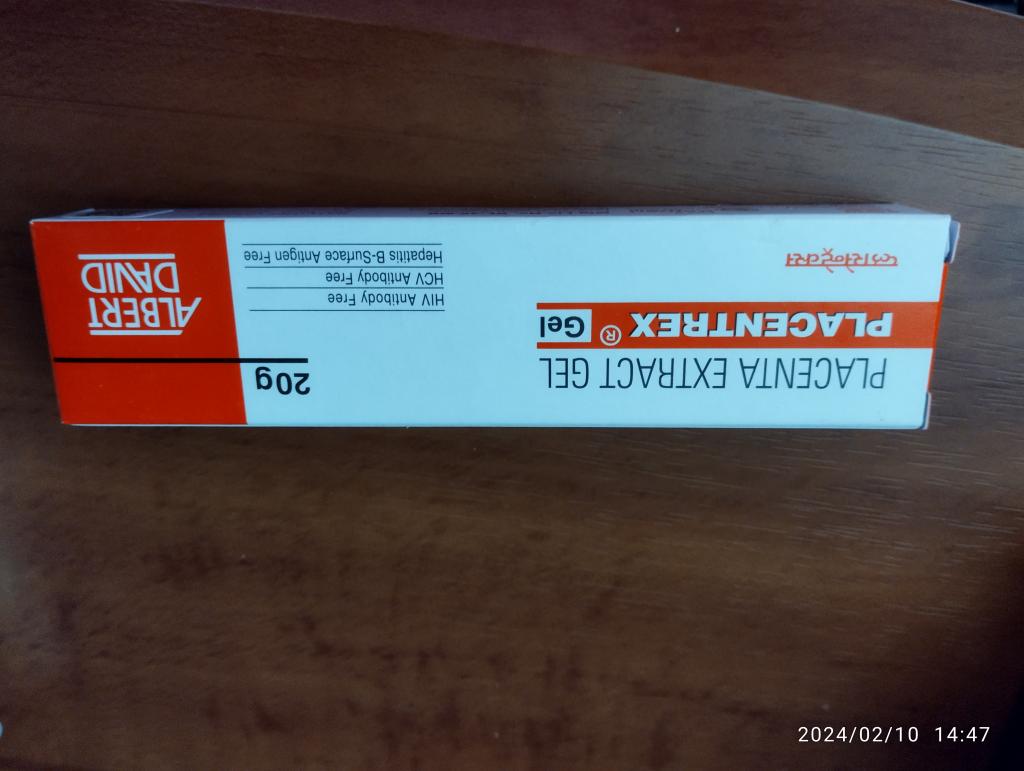 PLACENTA EXTRACT GEL
PLACENTREX® Gel
प्लासेन्ट्रेक्स
20g
HIV Antibody Free
HCV Antibody Free
Hepatitis B-Surface Antigen Free
ALBERT
DAVID
2024/02/10 14:47